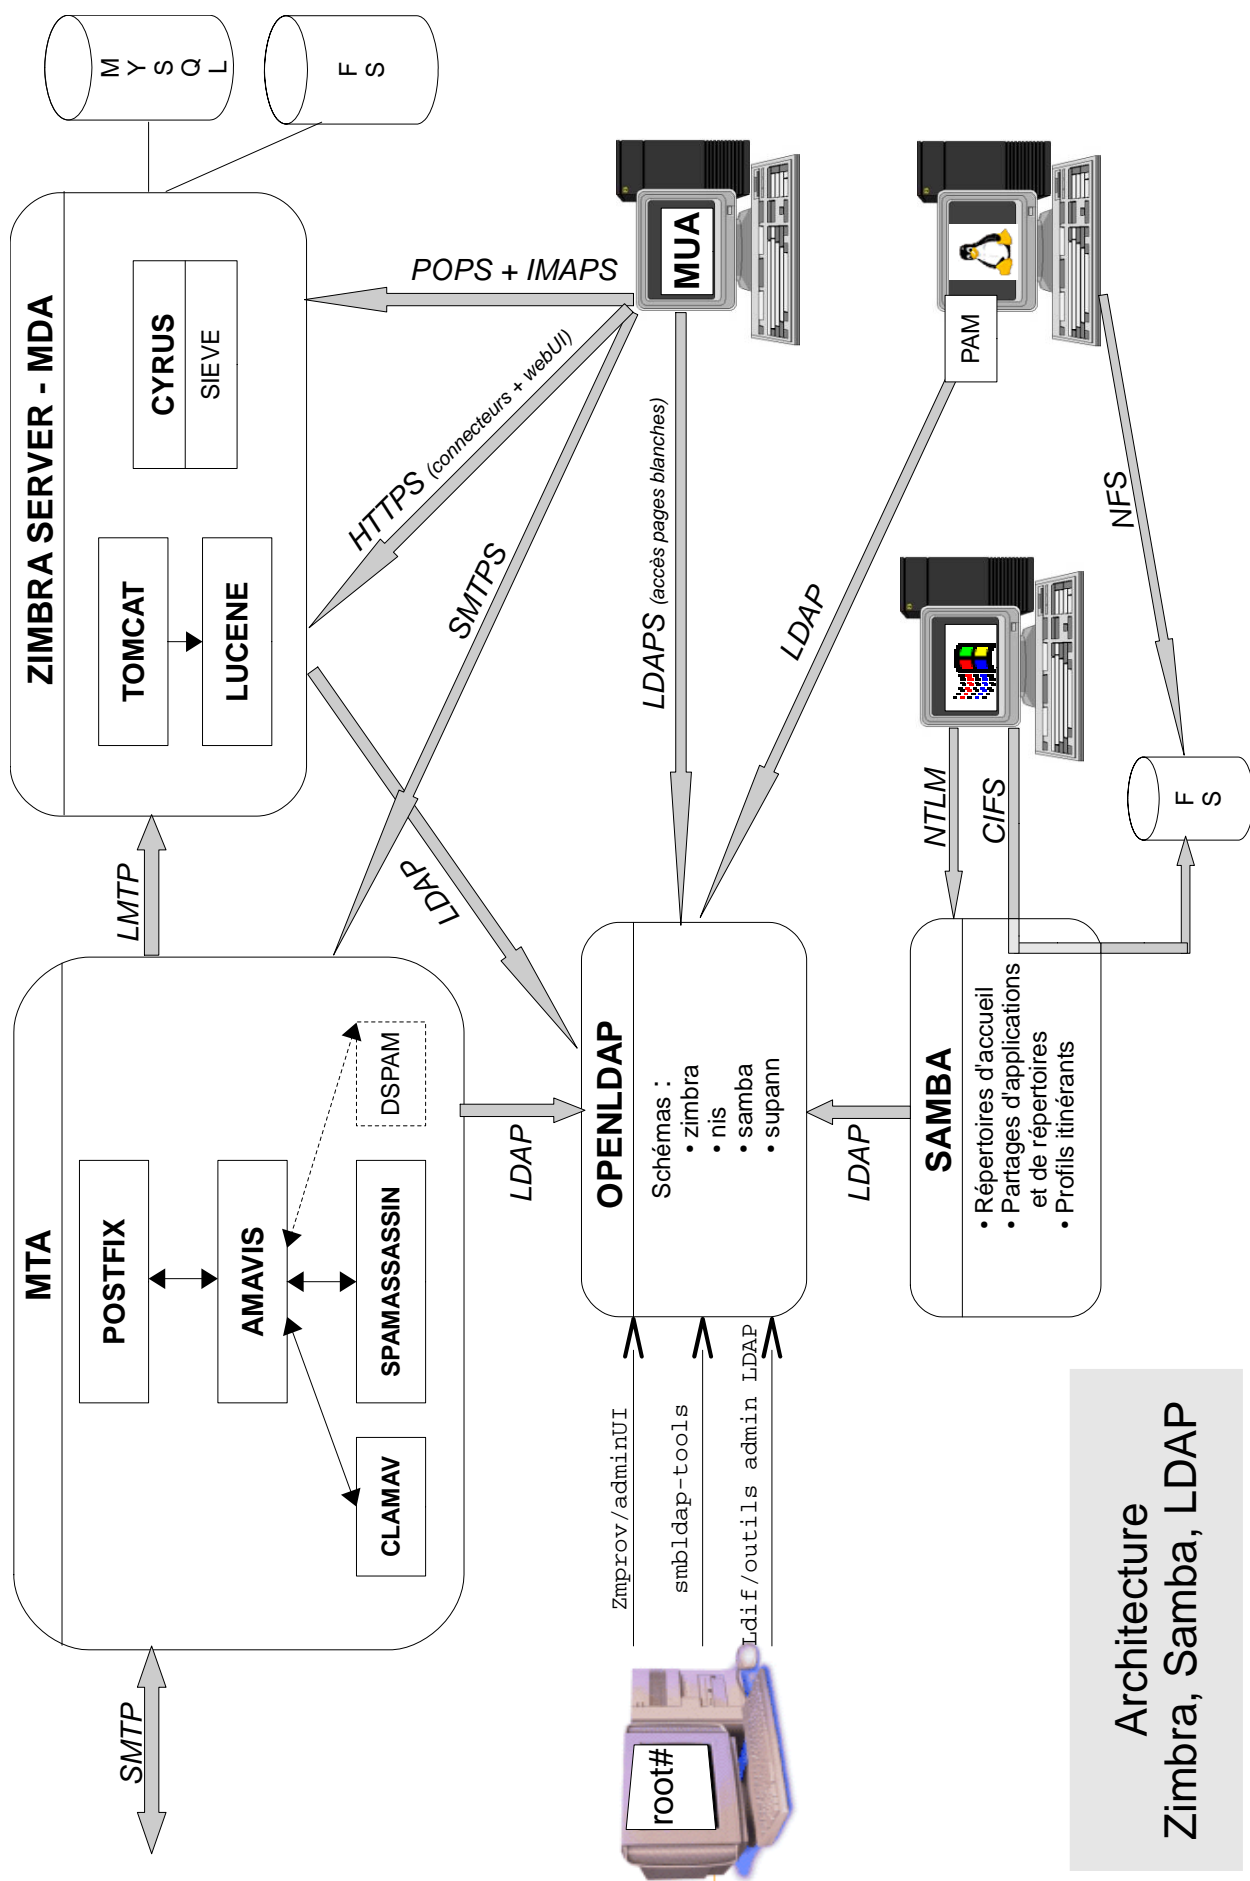 SMTP
MTA
POSTFIX
AMAVIS
CLAMAV
SPAMASSASSIN
DSPAM
LMTP
ZIMBRA SERVER - MDA
TOMCAT
LUCENE
CYRUS
SIEVE
MYSQL
FS
LDAP
LDAP
SMTPS
HTTPS (connecteurs + webUI)
POPS + IMAPS
root#
Zmprov/adminUI
smbldap-tools
Ldif/outils admin LDAP
OPENLDAP
Schémas :
• zimbra
• nis
• samba
• supann
LDAPS (accès pages blanches)
MUA
LDAP
LDAP
PAM
SAMBA
• Répertoires d'accueil
• Partages d'applications
et de répertoires
• Profils itinérants
NTLM
CIFS
NFS
FS
Architecture
Zimbra, Samba, LDAP